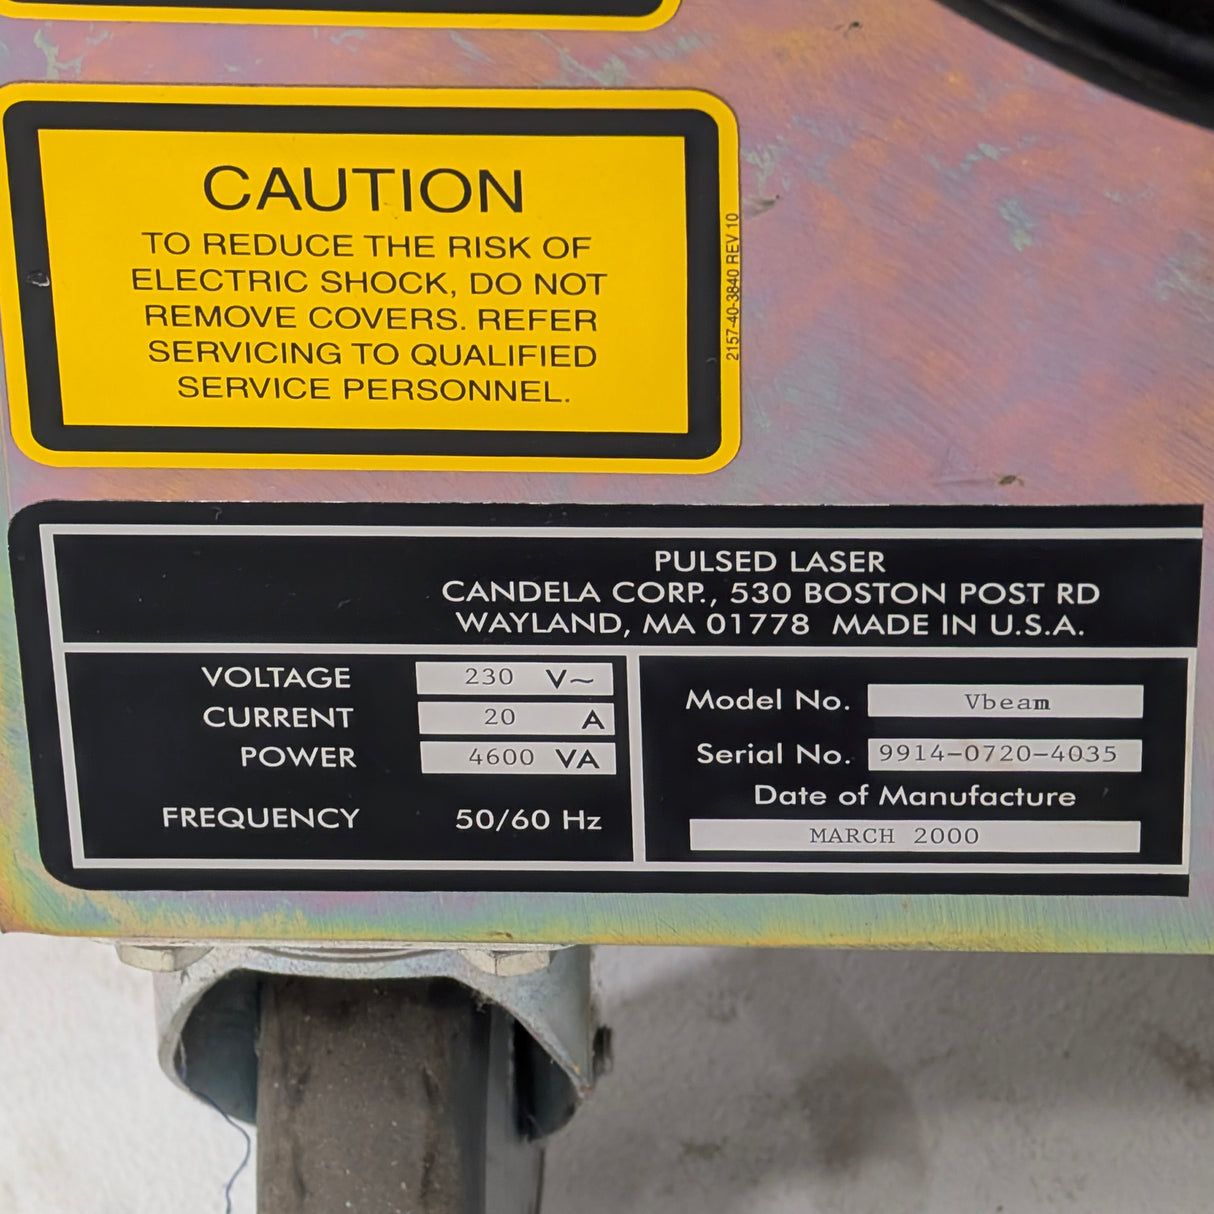 CAUTION
TO REDUCE THE RISK OF
ELECTRIC SHOCK, DO NOT
REMOVE COVERS. REFER
SERVICING TO QUALIFIED
SERVICE PERSONNEL.
2157-40-3840 REV 10
PULSED LASER
CANDELA CORP., 530 BOSTON POST RD
WAYLAND, MA 01778 MADE IN U.S.A.
VOLTAGE 230 V~
CURRENT 20 A
POWER 4600 VA
FREQUENCY 50/60 Hz
Model No. Vbeam
Serial No. 9914-0720-4035
Date of Manufacture
MARCH 2000